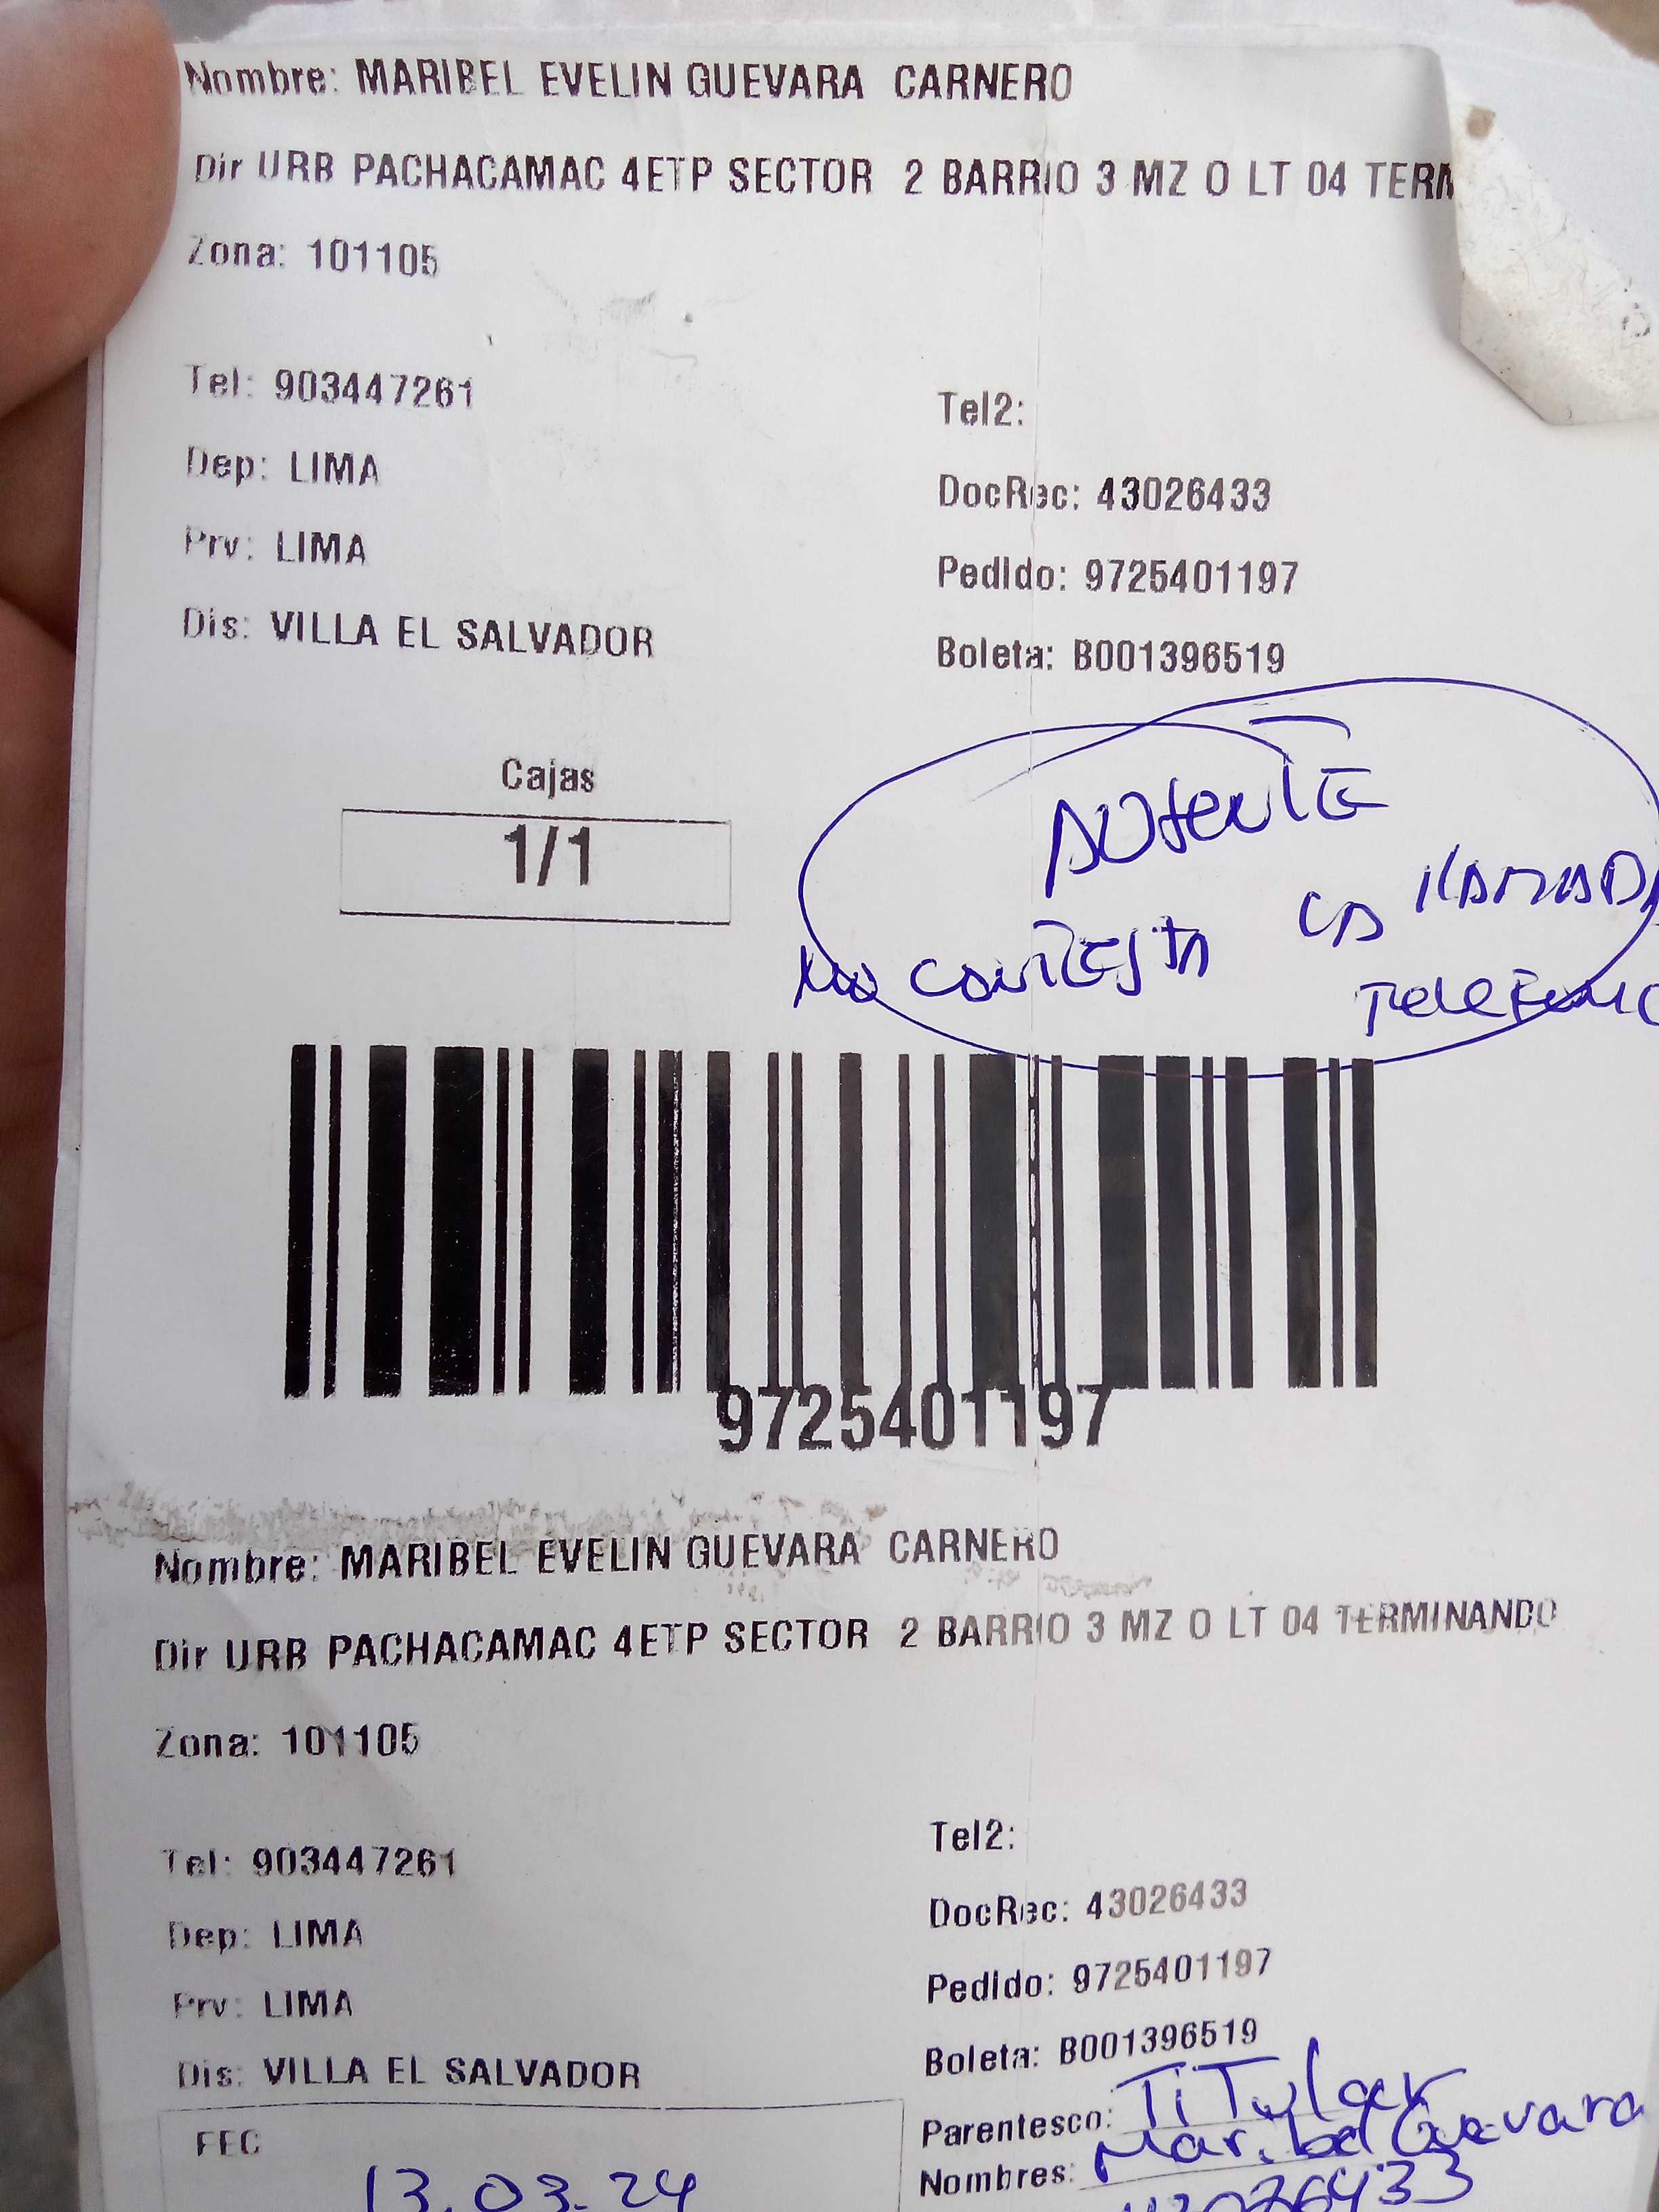 Nombre: MARIBEL EVELIN GUEVARA CARNERO
Dir URB PACHACAMAC 4ETP SECTOR 2 BARRIO 3 MZ O LT 04 TERM
Zona: 101105
Tel: 903447261
Tel2:
Dep: LIMA
DocRec: 43026433
Prv: LIMA
Pedido: 9725401197
Dis: VILLA EL SALVADOR
Boleta: B001396519
Cajas
1/1
AUSENTE
NO CONTESTA LA LLAMADA
TELEFONIC
9725401197
Nombre: MARIBEL EVELIN GUEVARA CARNERO
Dir URB PACHACAMAC 4ETP SECTOR 2 BARRIO 3 MZ O LT 04 TERMINANDO
Zona: 101105
Tel: 903447261
Tel2:
Dep: LIMA
DocRec: 43026433
Prv: LIMA
Pedido: 9725401197
Dis: VILLA EL SALVADOR
Boleta: B001396519
FEC
13.03.24
Parentesco: Titular
Nombres: Maribel Guevara
43026433